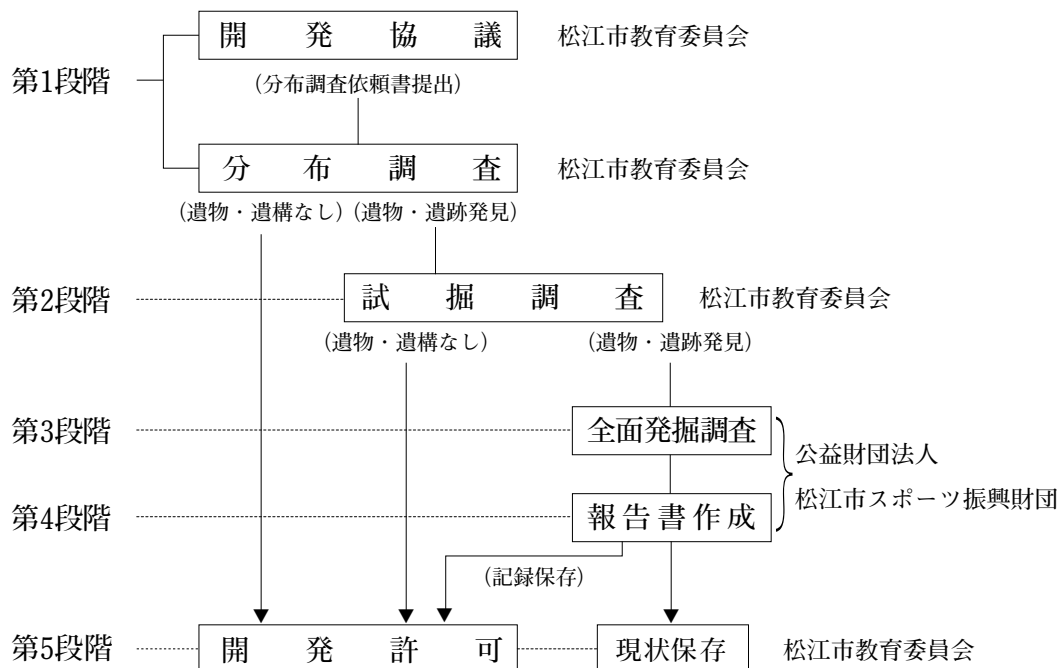 開発協議 松江市教育委員会
第1段階
(分布調査依頼書提出)
分布調査 松江市教育委員会
(遺物・遺構なし) (遺物・遺跡発見)
第2段階 試掘調査 松江市教育委員会
(遺物・遺構なし) (遺物・遺跡発見)
第3段階 全面発掘調査
公益財団法人
松江市スポーツ振興財団
第4段階 報告書作成
(記録保存)
第5段階 開発許可 現状保存 松江市教育委員会